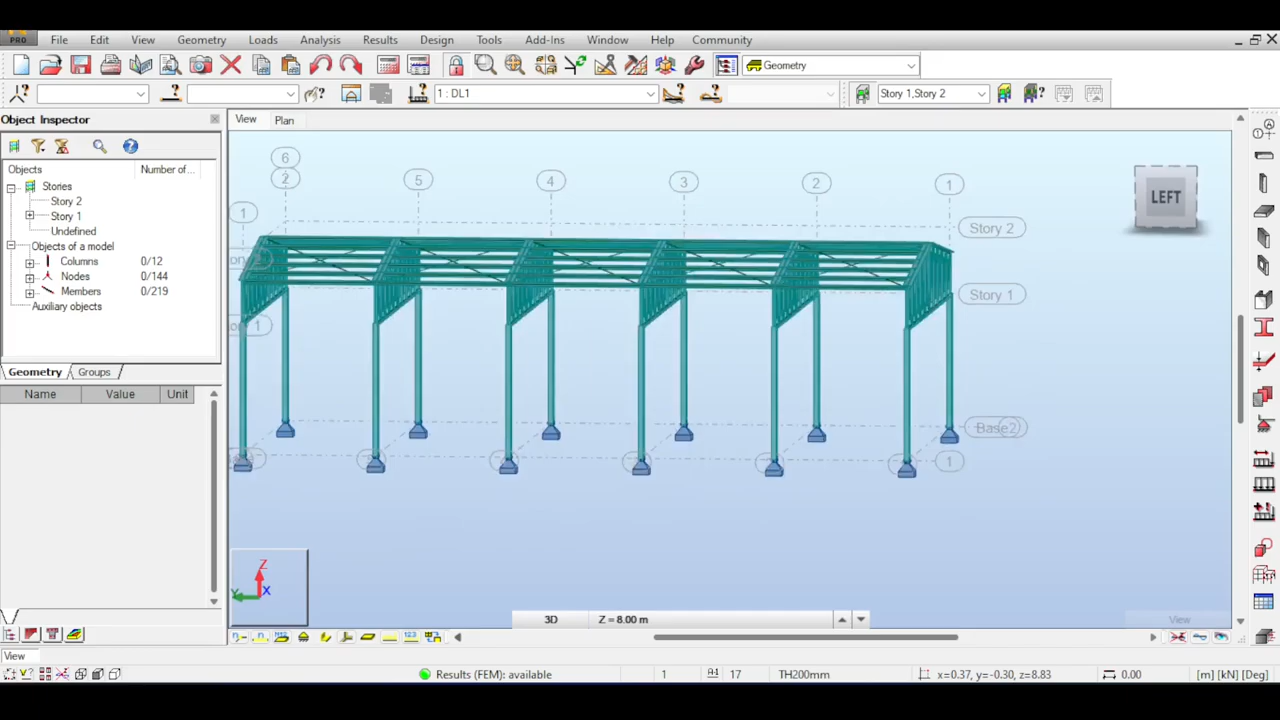 PRO File Edit View Geometry Loads Analysis Results Design Tools Add-Ins Window Help Community
Geometry
1 : DL1
Story 1,Story 2
Object Inspector
View Plan
Objects Number of...
Stories
Story 2
Story 1
Undefined
Objects of a model
Columns 0/12
Nodes 0/144
Members 0/219
Auxiliary objects
Geometry Groups
Name Value Unit
6
2
5
4
3
2
1
1
LEFT
Story 2
Story 1
Base2
1
Z
X
Y
3D Z = 8.00 m
View
View
Results (FEM): available 1 17 TH200mm x=0.37, y=-0.30, z=8.83 0.00 [m] [kN] [Deg]